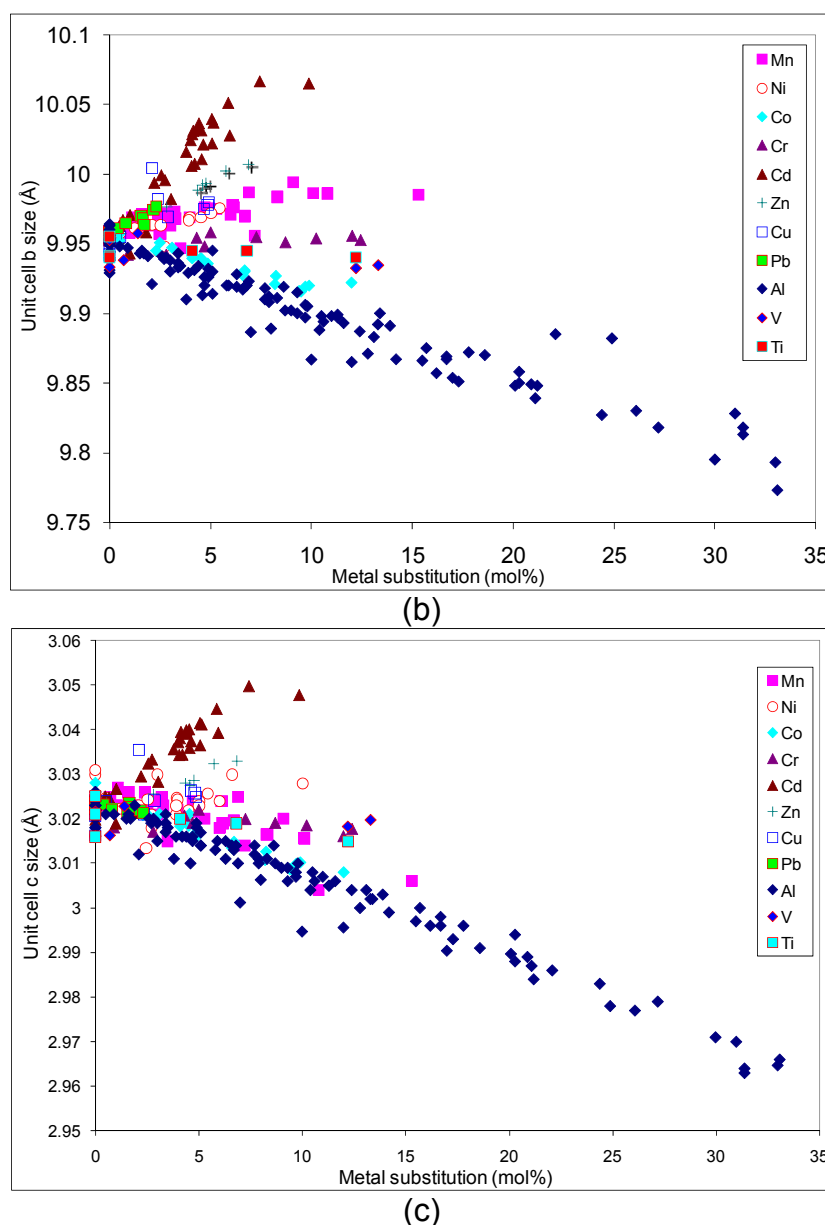 10.1
10.05
10
9.95
9.9
9.85
9.8
9.75
Unit cell b size (Å)
0 5 10 15 20 25 30 35
Metal substitution (mol%)
Mn
Ni
Co
Cr
Cd
Zn
Cu
Pb
Al
V
Ti
(b)
3.06
3.05
3.04
3.03
3.02
3.01
3
2.99
2.98
2.97
2.96
2.95
Unit cell c size (Å)
0 5 10 15 20 25 30 35
Metal substitution (mol%)
Mn
Ni
Co
Cr
Cd
Zn
Cu
Pb
Al
V
Ti
(c)